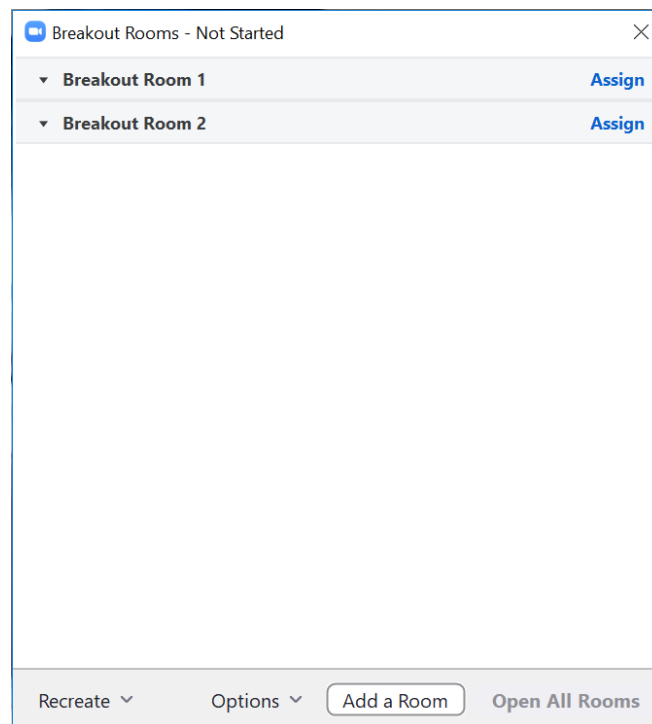 Breakout Rooms - Not Started
Breakout Room 1 Assign
Breakout Room 2 Assign
Recreate Options Add a Room Open All Rooms